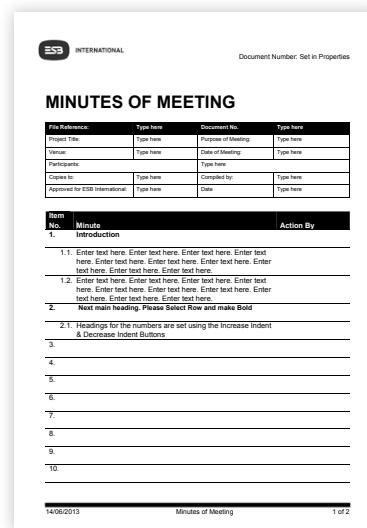 ESB INTERNATIONAL
Document Number: Set in Properties
MINUTES OF MEETING
File Reference: Type here Document No. Type here
Project Title: Type here Purpose of Meeting: Type here
Venue: Type here Date of Meeting: Type here
Participants: Type here
Copies to: Type here Compiled by: Type here
Approved for ESB International: Type here Date Type here
Item
No. Minute Action By
1. Introduction
1.1. Enter text here. Enter text here. Enter text here. Enter text
here. Enter text here. Enter text here. Enter text here. Enter
text here. Enter text here. Enter text here.
1.2. Enter text here. Enter text here. Enter text here. Enter text
here. Enter text here. Enter text here. Enter text here. Enter
text here. Enter text here. Enter text here.
2. Next main heading. Please Select Row and make Bold
2.1. Headings for the numbers are set using the Increase Indent
& Decrease Indent Buttons
3.
4.
5.
6.
7.
8.
9.
10.
14/06/2013 Minutes of Meeting 1 of 2